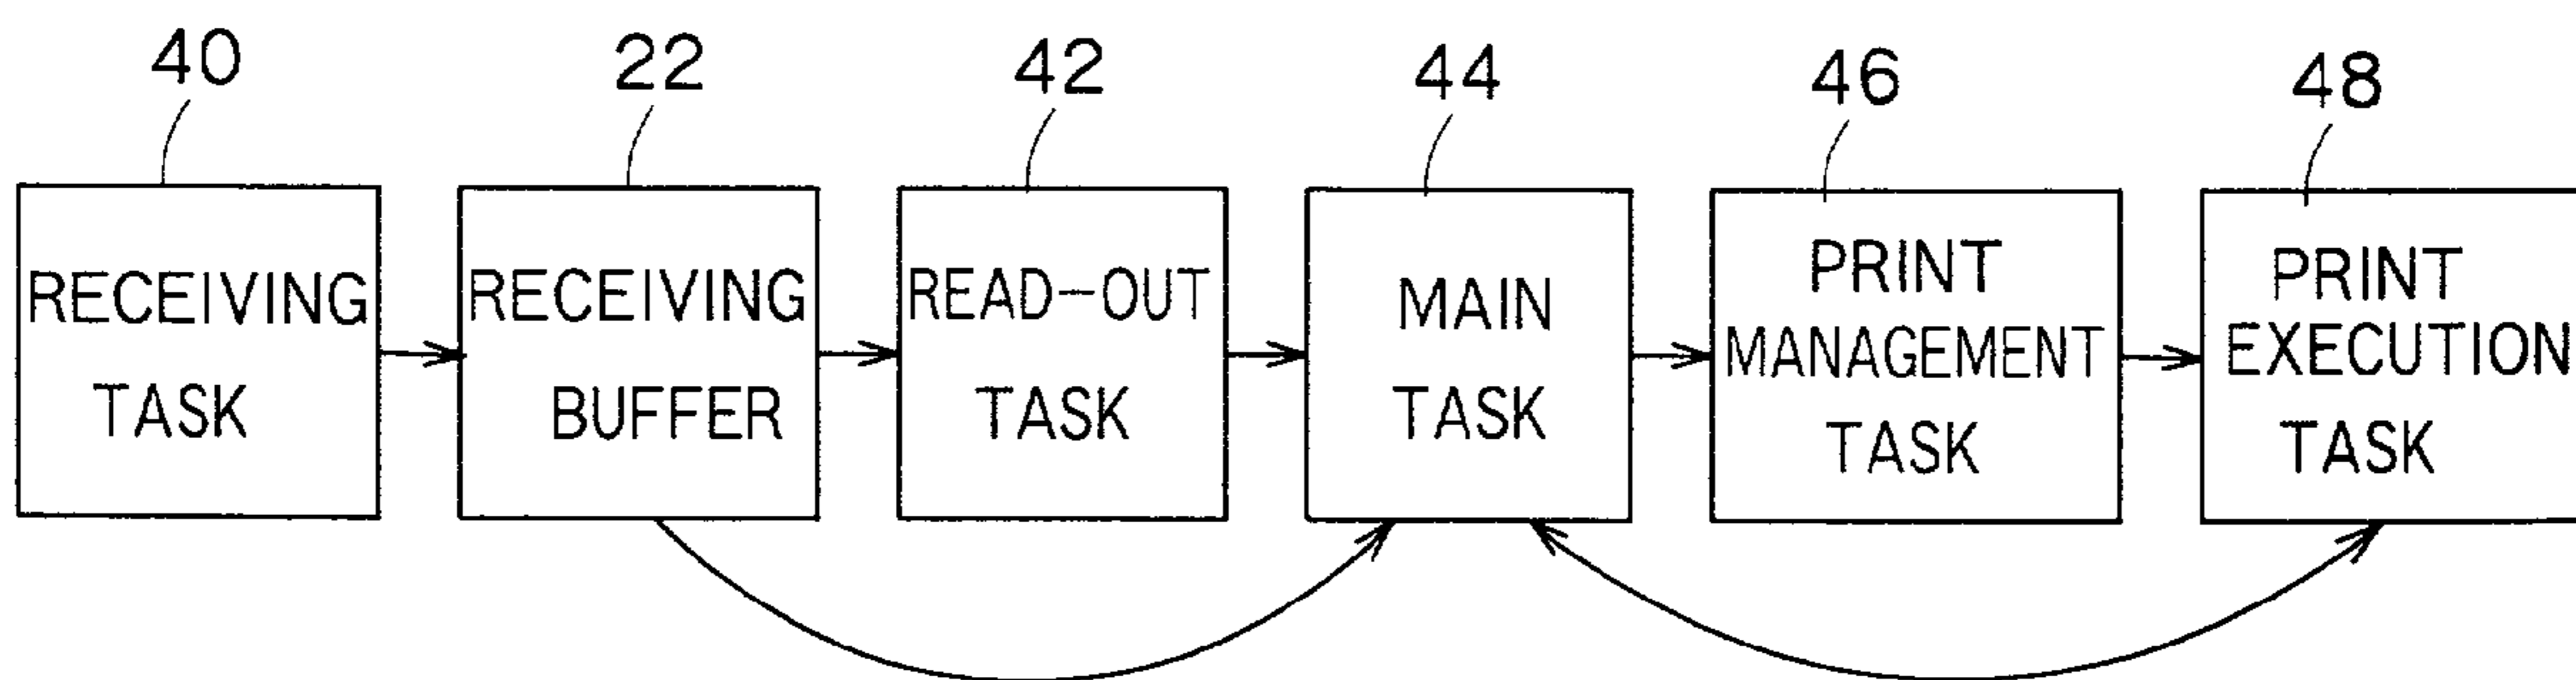 40
22
42
44
46
48
RECEIVING
TASK
RECEIVING
BUFFER
READ-OUT
TASK
MAIN
TASK
PRINT
MANAGEMENT
TASK
PRINT
EXECUTION
TASK